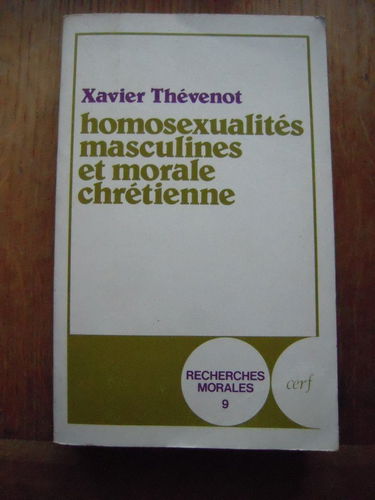 Xavier Thévenot
homosexualités
masculines
et morale
chrétienne
RECHERCHES
MORALES
9
cerf